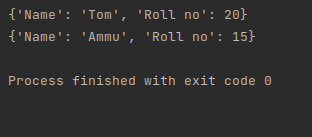 {'Name': 'Tom', 'Roll no': 20}
{'Name': 'Ammu', 'Roll no': 15}
Process finished with exit code 0